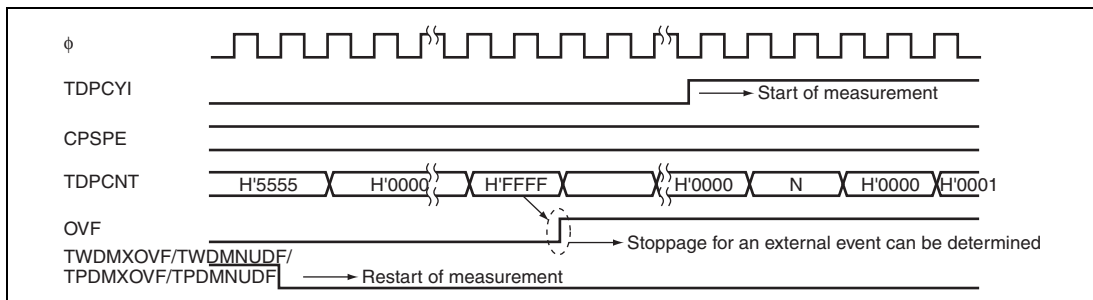 ϕ
TDPCYI
Start of measurement
CPSPE
TDPCNT H'5555 H'0000 H'FFFF H'0000 N H'0000 H'0001
OVF
Stoppage for an external event can be determined
TWDMXOVF/TWDMNUDF/
TPDMXOVF/TPDMNUDF Restart of measurement